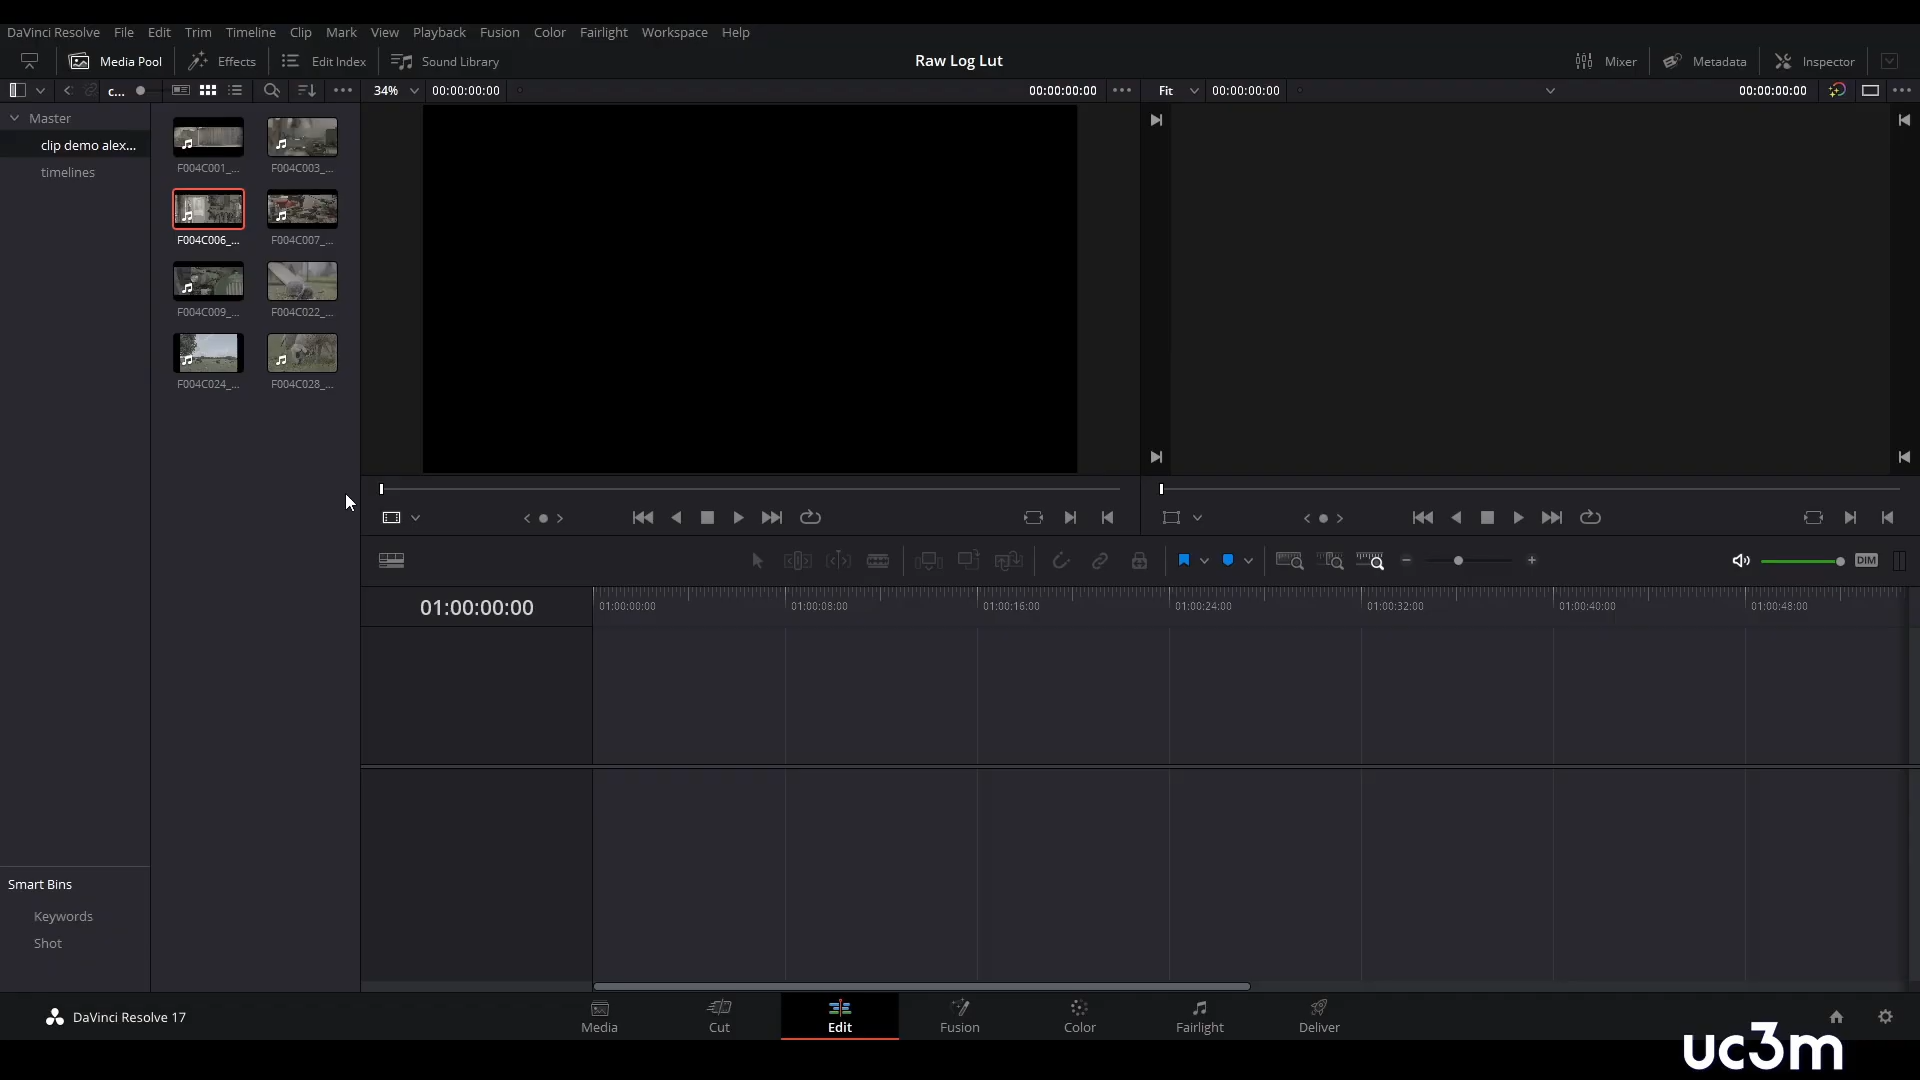 DaVinci Resolve File Edit Trim Timeline Clip Mark View Playback Fusion Color Fairlight Workspace Help
Media Pool Effects Edit Index Sound Library Raw Log Lut Mixer Metadata Inspector
c... 34% 00:00:00:00 00:00:00:00 Fit 00:00:00:00 00:00:00:00
Master
clip demo alex...
timelines
F004C001_... F004C003_...
F004C006_... F004C007_...
F004C009_... F004C022_...
F004C024_... F004C028_...
DIM
01:00:00:00 01:00:00:00 01:00:08:00 01:00:16:00 01:00:24:00 01:00:32:00 01:00:40:00 01:00:48:00
Smart Bins
Keywords
Shot
DaVinci Resolve 17
Media Cut Edit Fusion Color Fairlight Deliver
uc3m